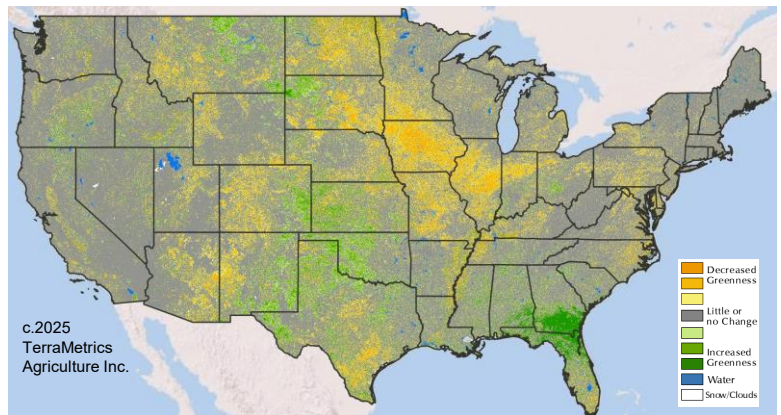 Decreased
Greenness
Little or
no Change
Increased
Greenness
Water
Snow/Clouds
c.2025
TerraMetrics
Agriculture Inc.